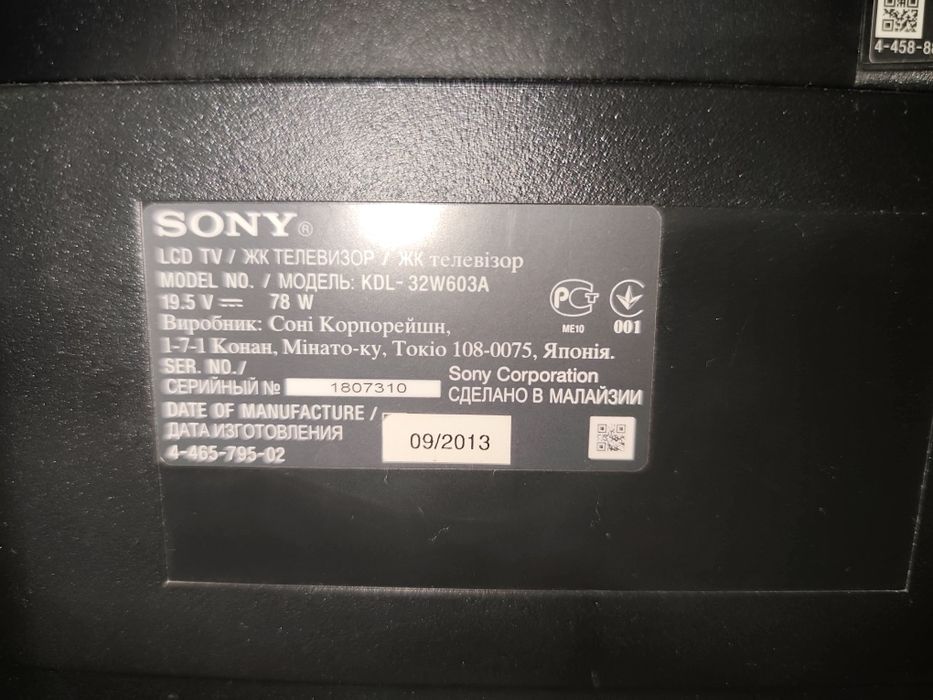 4-458-8
SONY®
LCD TV / ЖК ТЕЛЕВИЗОР / ЖК телевізор
MODEL NO. / МОДЕЛЬ: KDL-32W603A
19.5 V ⎓ 78 W
Виробник: Соні Корпорейшн,
1-7-1 Конан, Мінато-ку, Токіо 108-0075, Японія.
РСТ
ME10
001
SER. NO./
СЕРИЙНЫЙ № 1807310
Sony Corporation
СДЕЛАНО В МАЛАЙЗИИ
DATE OF MANUFACTURE /
ДАТА ИЗГОТОВЛЕНИЯ
09/2013
4-465-795-02